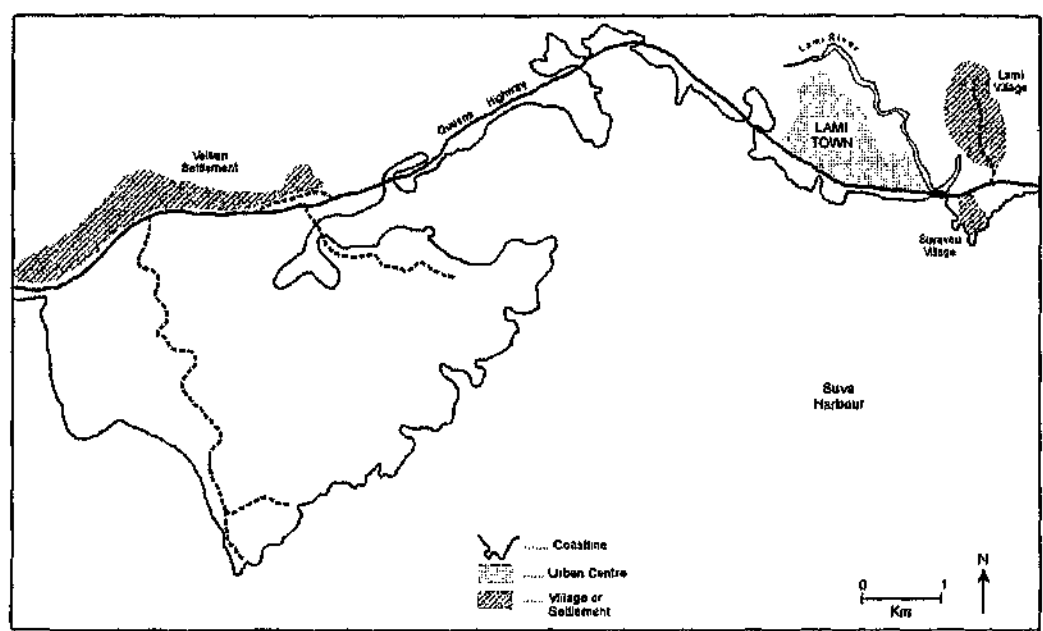 Lami River
Lami
Village
Queens Highway
LAMI
TOWN
Veisari
Settlement
Suvavou
Village
Suva
Harbour
...... Coastline
...... Urban Centre
...... Village or
Settlement
N
0 1
Km